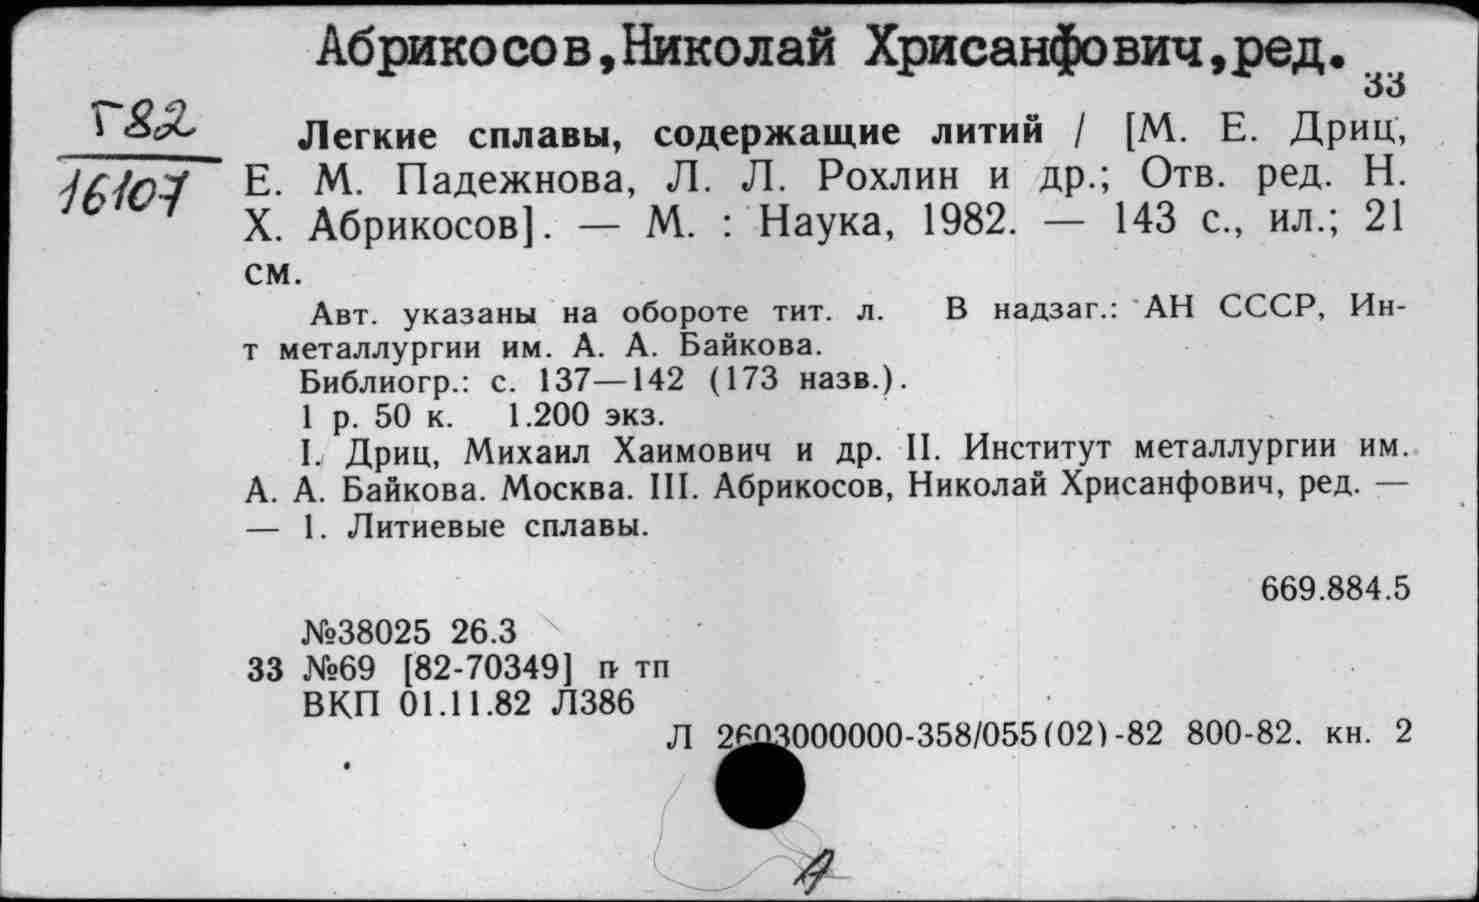 Абрикосов,Николай Хрисанфович,ред.
33
Г82
16107
Легкие сплавы, содержащие литий / [М. Е. Дриц,
Е. М. Падежнова, Л. Л. Рохлин и др.; Отв. ред. Н.
Х. Абрикосов]. — М. : Наука, 1982. — 143 с., ил.; 21
см.
Авт. указаны на обороте тит. л. В надзаг.: АН СССР, Ин-
т металлургии им. А. А. Байкова.
Библиогр.: с. 137—142 (173 назв.).
1 р. 50 к. 1.200 экз.
I. Дриц, Михаил Хаимович и др. II. Институт металлургии им.
А. А. Байкова. Москва. III. Абрикосов, Николай Хрисанфович, ред. —
— 1. Литиевые сплавы.
669.884.5
№38025 26.3
33 №69 [82-70349] п тп
ВКП 01.11.82 Л386
Л 2603000000-358/055(02)-82 800-82. кн. 2